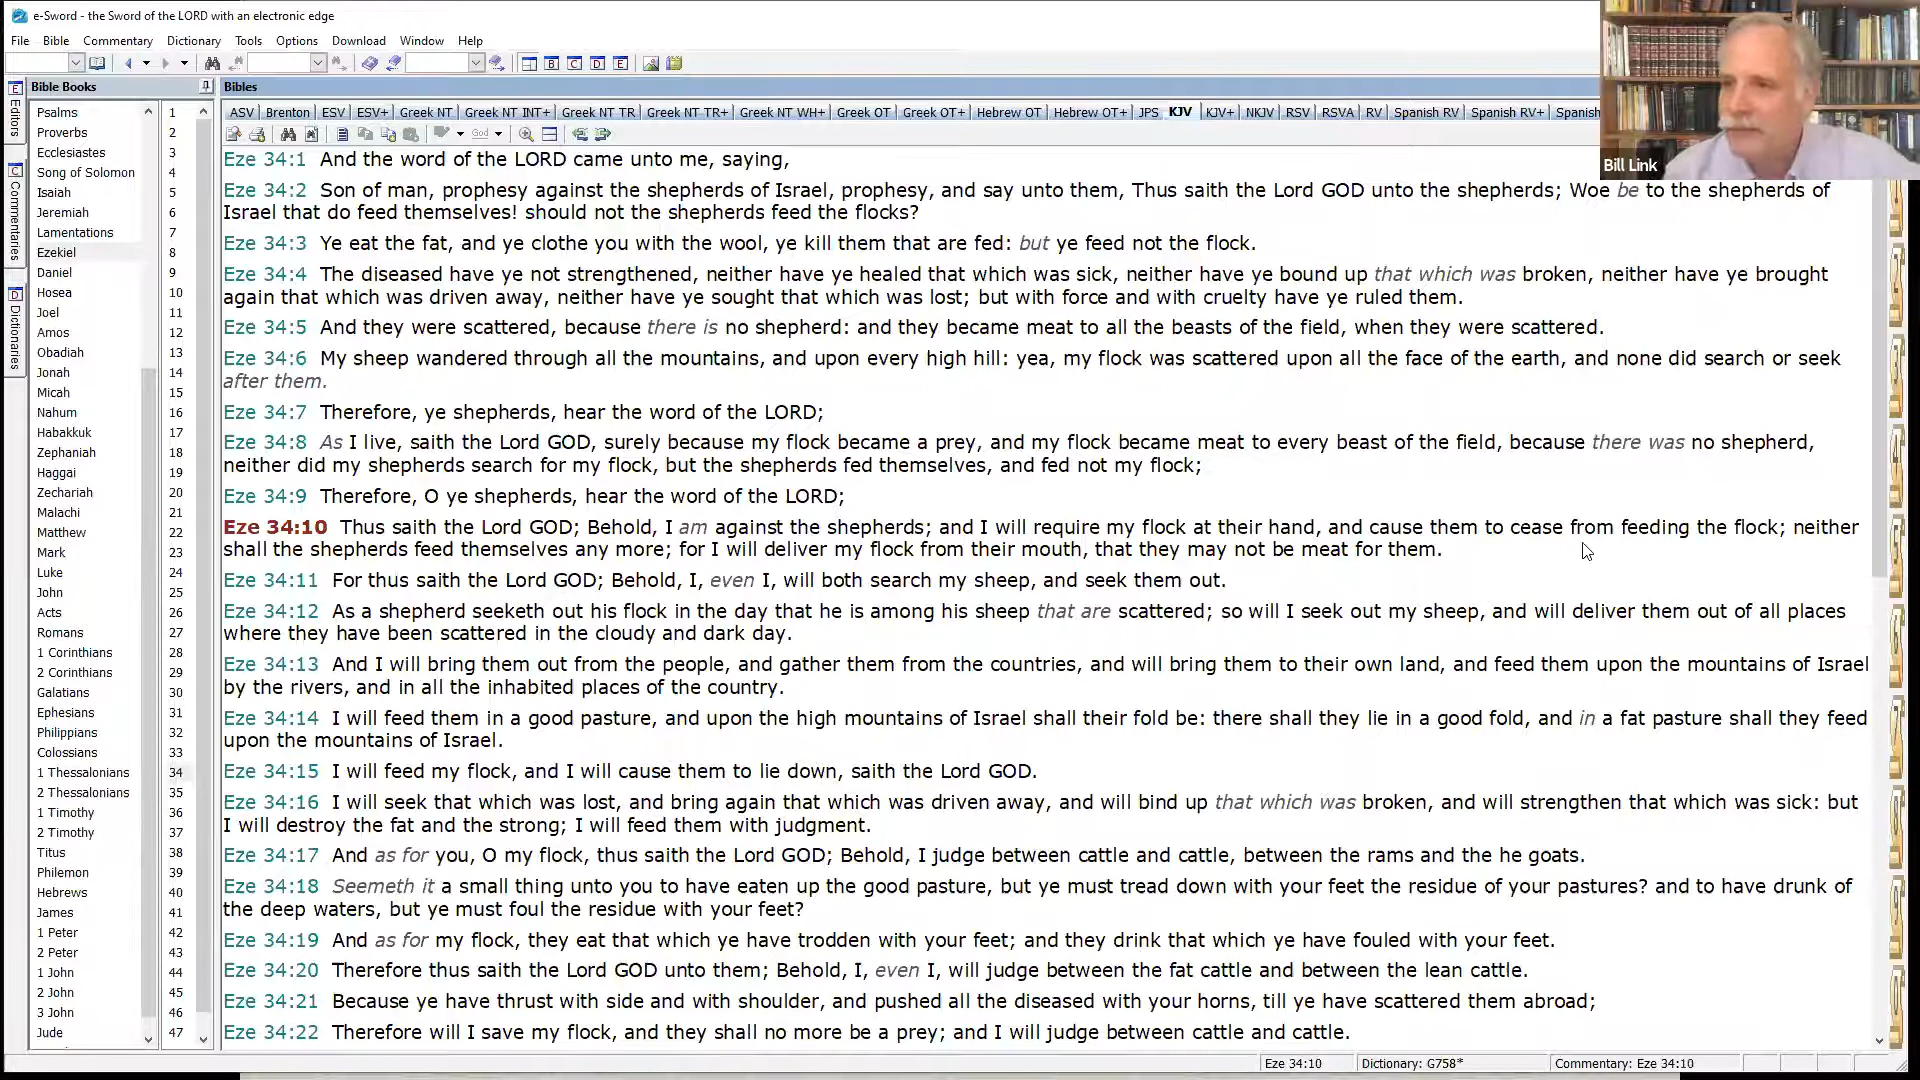 e-Sword - the Sword of the LORD with an electronic edge
File Bible Commentary Dictionary Tools Options Download Window Help
Bible Books
Bibles
ASV Brenton ESV ESV+ Greek NT Greek NT INT+ Greek NT TR Greek NT TR+ Greek NT WH+ Greek OT Greek OT+ Hebrew OT Hebrew OT+ JPS KJV KJV+ NKJV RSV RSVA RV Spanish RV Spanish RV+ Spanish
God
Bill Link
E Editors
C Commentaries
D Dictionaries
B C D E
Psalms
Proverbs
Ecclesiastes
Song of Solomon
Isaiah
Jeremiah
Lamentations
Ezekiel
Daniel
Hosea
Joel
Amos
Obadiah
Jonah
Micah
Nahum
Habakkuk
Zephaniah
Haggai
Zechariah
Malachi
Matthew
Mark
Luke
John
Acts
Romans
1 Corinthians
2 Corinthians
Galatians
Ephesians
Philippians
Colossians
1 Thessalonians
2 Thessalonians
1 Timothy
2 Timothy
Titus
Philemon
Hebrews
James
1 Peter
2 Peter
1 John
2 John
3 John
Jude
1
2
3
4
5
6
7
8
9
10
11
12
13
14
15
16
17
18
19
20
21
22
23
24
25
26
27
28
29
30
31
32
33
34
35
36
37
38
39
40
41
42
43
44
45
46
47
Eze 34:1 And the word of the LORD came unto me, saying,
Eze 34:2 Son of man, prophesy against the shepherds of Israel, prophesy, and say unto them, Thus saith the Lord GOD unto the shepherds; Woe be to the shepherds of
Israel that do feed themselves! should not the shepherds feed the flocks?
Eze 34:3 Ye eat the fat, and ye clothe you with the wool, ye kill them that are fed: but ye feed not the flock.
Eze 34:4 The diseased have ye not strengthened, neither have ye healed that which was sick, neither have ye bound up that which was broken, neither have ye brought
again that which was driven away, neither have ye sought that which was lost; but with force and with cruelty have ye ruled them.
Eze 34:5 And they were scattered, because there is no shepherd: and they became meat to all the beasts of the field, when they were scattered.
Eze 34:6 My sheep wandered through all the mountains, and upon every high hill: yea, my flock was scattered upon all the face of the earth, and none did search or seek
after them.
Eze 34:7 Therefore, ye shepherds, hear the word of the LORD;
Eze 34:8 As I live, saith the Lord GOD, surely because my flock became a prey, and my flock became meat to every beast of the field, because there was no shepherd,
neither did my shepherds search for my flock, but the shepherds fed themselves, and fed not my flock;
Eze 34:9 Therefore, O ye shepherds, hear the word of the LORD;
Eze 34:10 Thus saith the Lord GOD; Behold, I am against the shepherds; and I will require my flock at their hand, and cause them to cease from feeding the flock; neither
shall the shepherds feed themselves any more; for I will deliver my flock from their mouth, that they may not be meat for them.
Eze 34:11 For thus saith the Lord GOD; Behold, I, even I, will both search my sheep, and seek them out.
Eze 34:12 As a shepherd seeketh out his flock in the day that he is among his sheep that are scattered; so will I seek out my sheep, and will deliver them out of all places
where they have been scattered in the cloudy and dark day.
Eze 34:13 And I will bring them out from the people, and gather them from the countries, and will bring them to their own land, and feed them upon the mountains of Israel
by the rivers, and in all the inhabited places of the country.
Eze 34:14 I will feed them in a good pasture, and upon the high mountains of Israel shall their fold be: there shall they lie in a good fold, and in a fat pasture shall they feed
upon the mountains of Israel.
Eze 34:15 I will feed my flock, and I will cause them to lie down, saith the Lord GOD.
Eze 34:16 I will seek that which was lost, and bring again that which was driven away, and will bind up that which was broken, and will strengthen that which was sick: but
I will destroy the fat and the strong; I will feed them with judgment.
Eze 34:17 And as for you, O my flock, thus saith the Lord GOD; Behold, I judge between cattle and cattle, between the rams and the he goats.
Eze 34:18 Seemeth it a small thing unto you to have eaten up the good pasture, but ye must tread down with your feet the residue of your pastures? and to have drunk of
the deep waters, but ye must foul the residue with your feet?
Eze 34:19 And as for my flock, they eat that which ye have trodden with your feet; and they drink that which ye have fouled with your feet.
Eze 34:20 Therefore thus saith the Lord GOD unto them; Behold, I, even I, will judge between the fat cattle and between the lean cattle.
Eze 34:21 Because ye have thrust with side and with shoulder, and pushed all the diseased with your horns, till ye have scattered them abroad;
Eze 34:22 Therefore will I save my flock, and they shall no more be a prey; and I will judge between cattle and cattle.
Eze 34:10 Dictionary: G758* Commentary: Eze 34:10